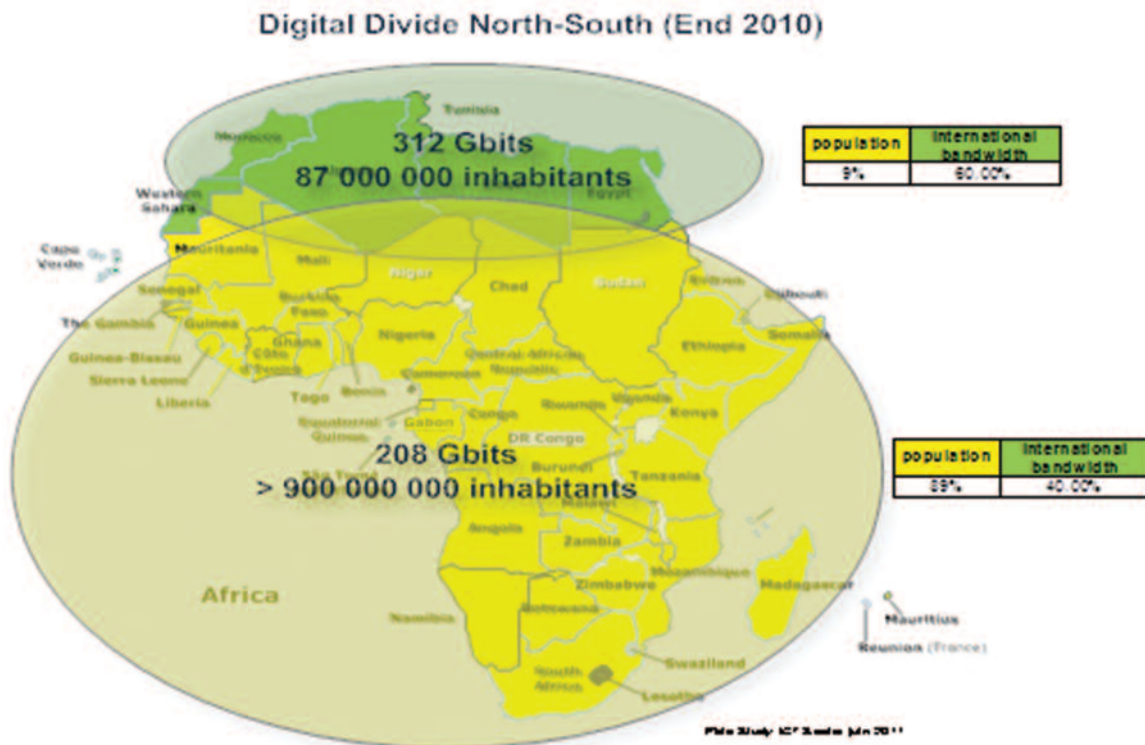 Digital Divide North-South (End 2010)
Tunisia
Morocco
312 Gbits
87 000 000 inhabitants
Egypt
Western
Sahara
population
International
bandwidth
9%
60.00%
Capo
Verde
Mauritania
Mali
Niger
Chad
Sudan
Eritrea
Djibouti
Somalia
Senegal
The Gambia
Guinea
Guinea-Bissau
Sierra Leone
Liberia
Burkina
Faso
Ghana
Côte
d'Ivoire
Togo
Benin
Nigeria
Cameroon
Central African
Republic
Ethiopia
Equatorial
Guinea
Gabon
Congo
Rwanda
Uganda
Kenya
DR Congo
208 Gbits
> 900 000 000 inhabitants
Burundi
Tanzania
population
International
bandwidth
89%
40.00%
Malawi
Angola
Zambia
Mozambique
Zimbabwe
Madagascar
Africa
Namibia
Botswana
Mauritius
Reunion (France)
Swaziland
South
Africa
Lesotho